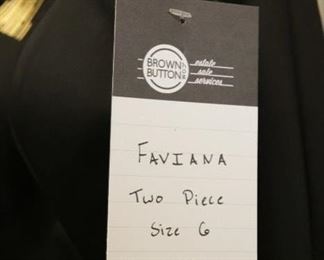 BROWN BUTTON
estate
sale
services
FAVIANA
TWO PIECE
SIZE 6